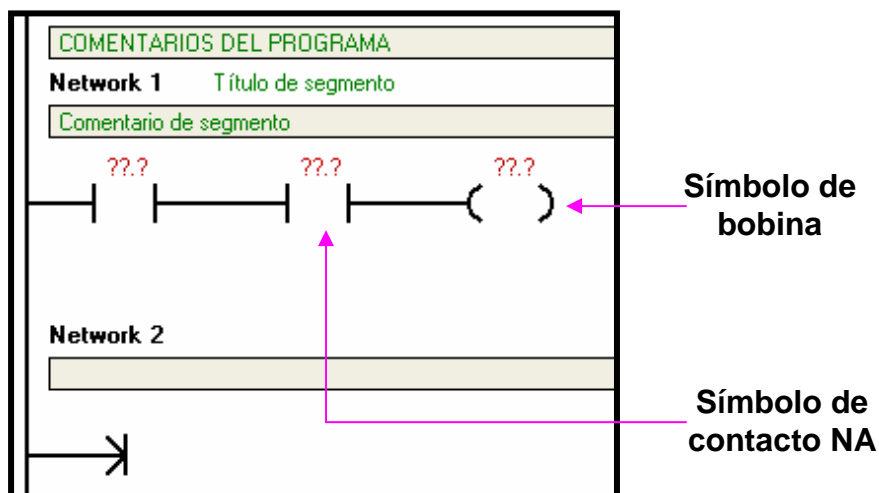 COMENTARIOS DEL PROGRAMA
Network 1 Título de segmento
Comentario de segmento
??.? ??.? ??.?
Símbolo de
bobina
Network 2
Símbolo de
contacto NA